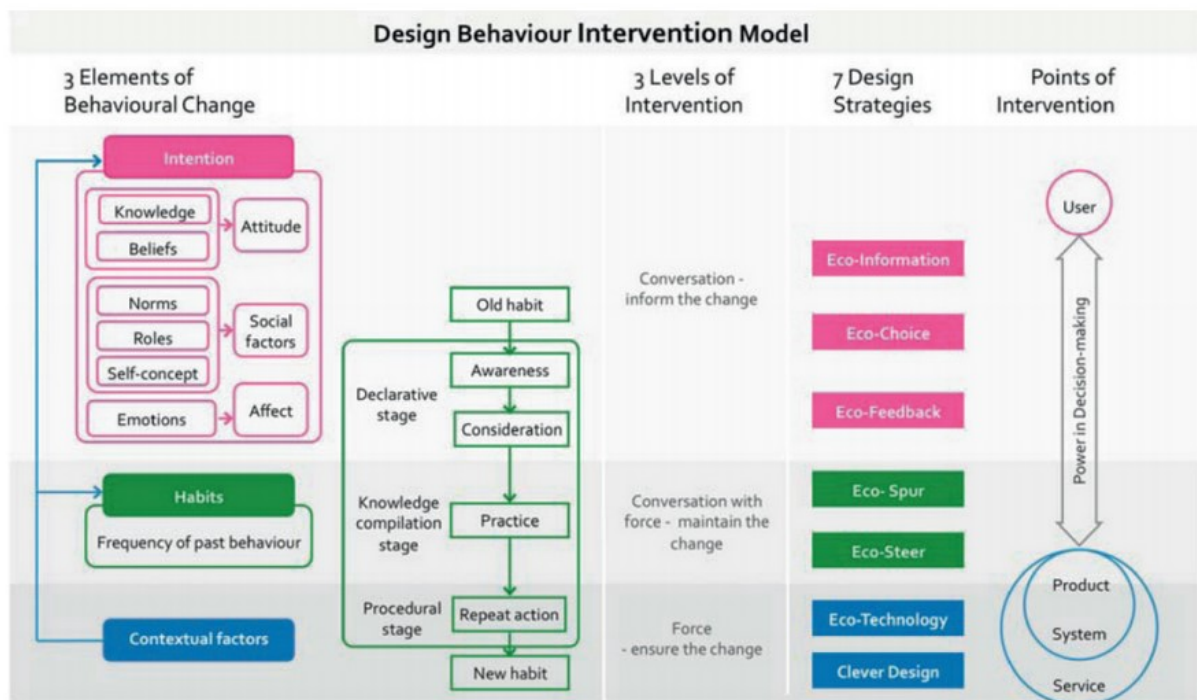 Design Behaviour Intervention Model
3 Elements of
Behavioural Change
3 Levels of
Intervention
7 Design
Strategies
Points of
Intervention
Intention
Knowledge
Beliefs
Attitude
Norms
Roles
Self-concept
Social
factors
Emotions
Affect
Habits
Frequency of past behaviour
Contextual factors
Old habit
Declarative
stage
Awareness
Consideration
Knowledge
compilation
stage
Practice
Procedural
stage
Repeat action
New habit
Conversation -
inform the change
Conversation with
force - maintain the
change
Force
- ensure the change
Eco-Information
Eco-Choice
Eco-Feedback
Eco- Spur
Eco-Steer
Eco-Technology
Clever Design
User
Power in Decision-making
Product
System
Service